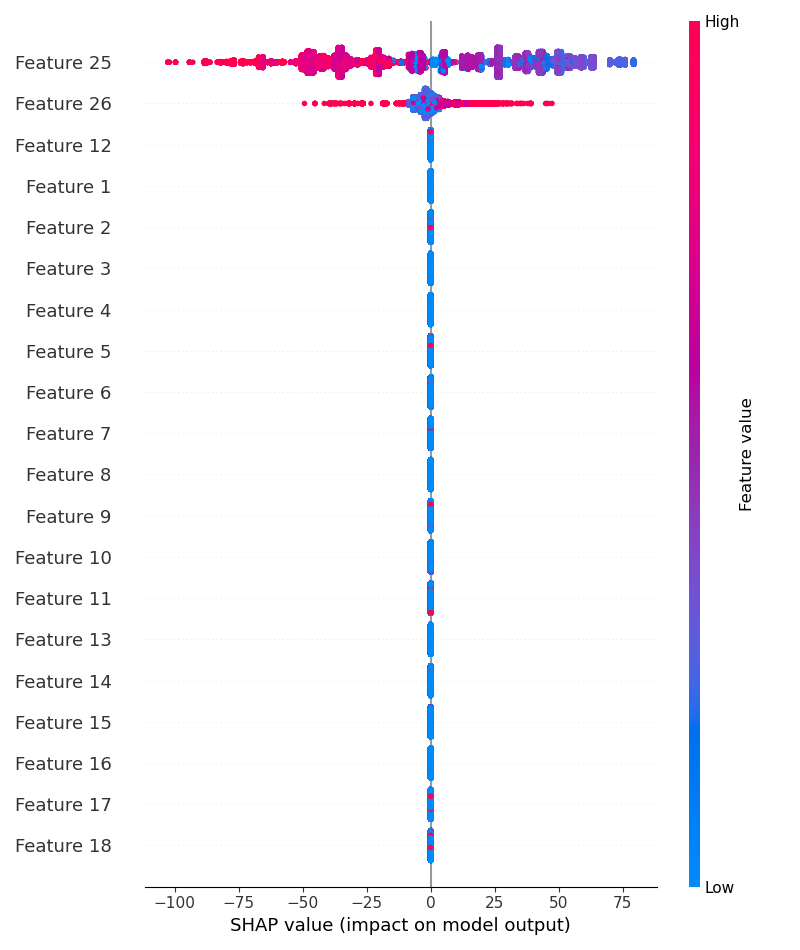 High
Feature 25
Feature 26
Feature 12
Feature 1
Feature 2
Feature 3
Feature 4
Feature 5
Feature 6
Feature 7
Feature 8
Feature 9
Feature 10
Feature 11
Feature 13
Feature 14
Feature 15
Feature 16
Feature 17
Feature 18
Feature value
Low
−100 −75 −50 −25 0 25 50 75
SHAP value (impact on model output)